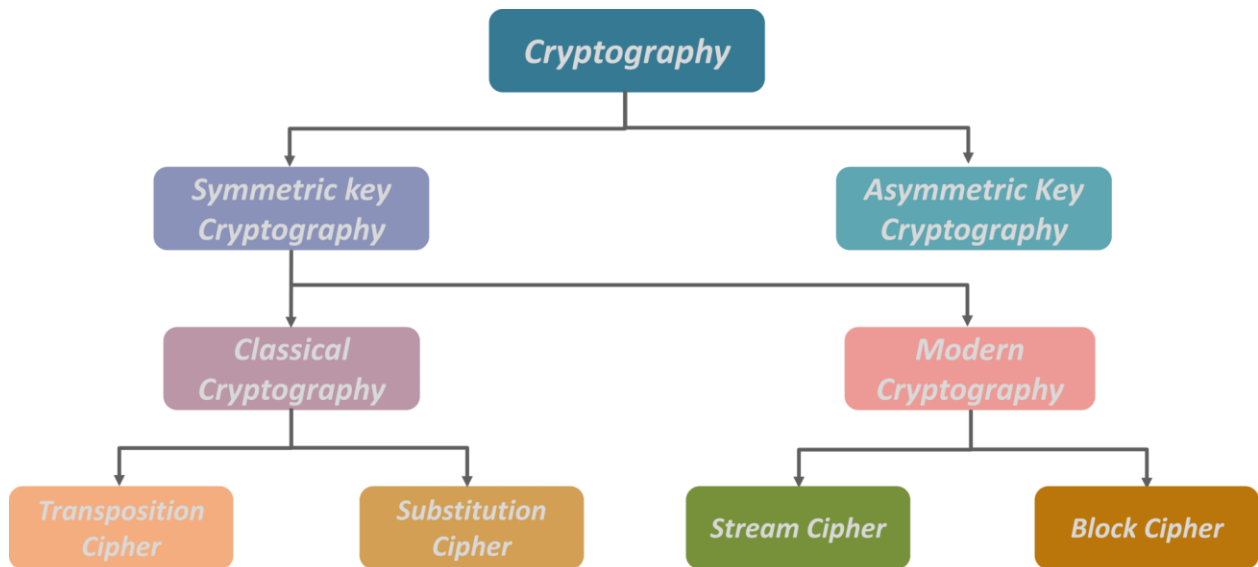 Cryptography
Symmetric key
Cryptography
Asymmetric Key
Cryptography
Classical
Cryptography
Modern
Cryptography
Transposition
Cipher
Substitution
Cipher
Stream Cipher
Block Cipher